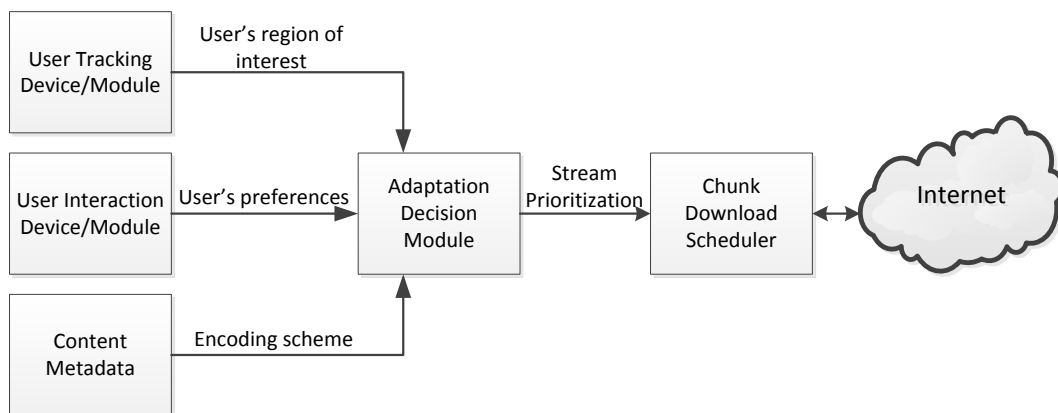 User Tracking
Device/Module
User's region of
interest
User Interaction
Device/Module
User's preferences
Content
Metadata
Encoding scheme
Adaptation
Decision
Module
Stream
Prioritization
Chunk
Download
Scheduler
Internet